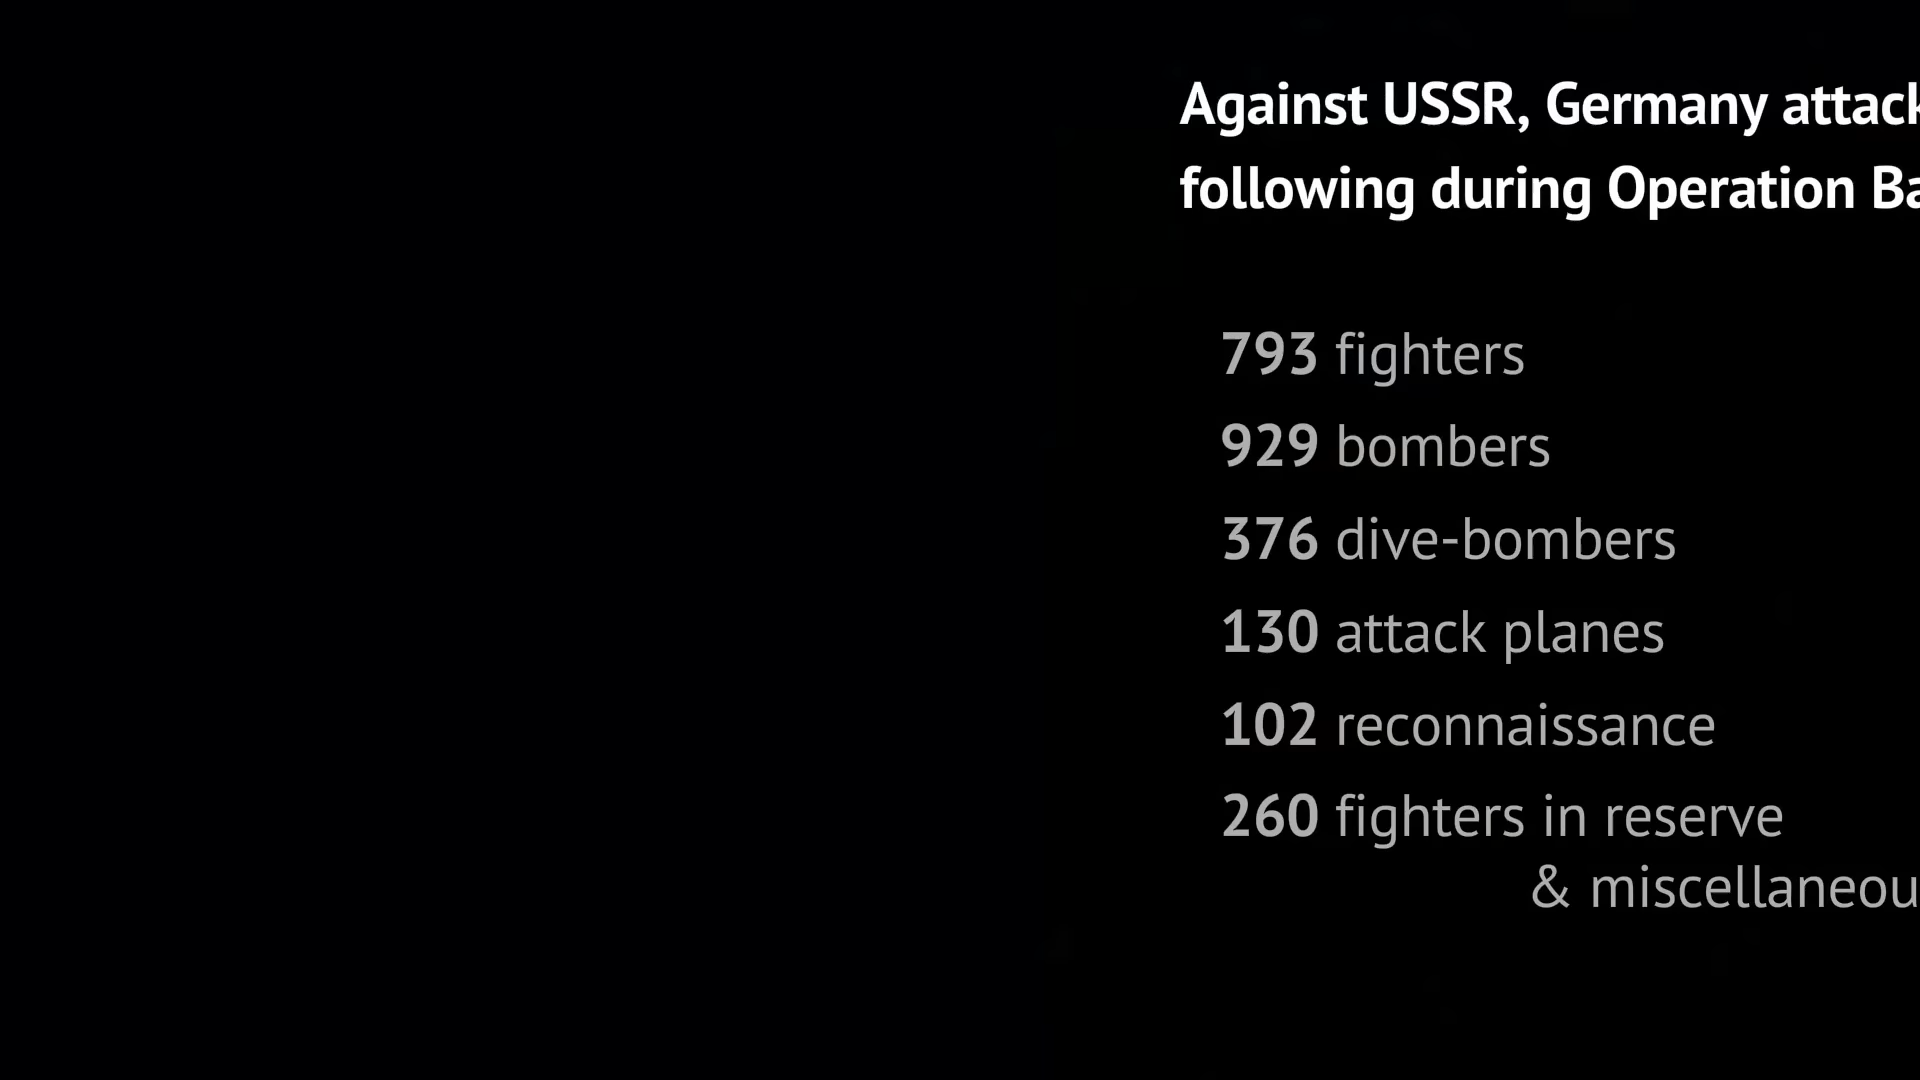 Against USSR, Germany attack
following during Operation Ba
793 fighters
929 bombers
376 dive-bombers
130 attack planes
102 reconnaissance
260 fighters in reserve
& miscellaneou